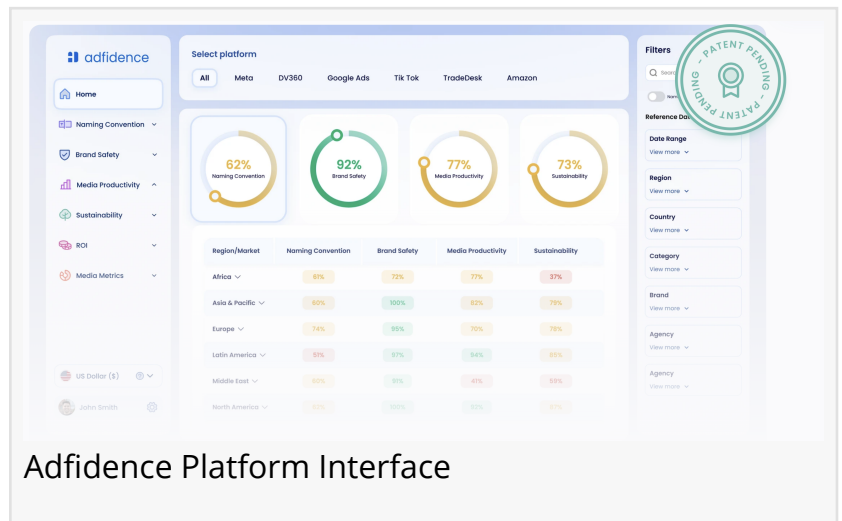 adfidence
Home
Naming Convention
Brand Safety
Media Productivity
Sustainability
ROI
Media Metrics
US Dollar ($)
John Smith
Select platform
All Meta DV360 Google Ads Tik Tok TradeDesk Amazon
62%
Naming Convention
92%
Brand Safety
77%
Media Productivity
73%
Sustainability
Region/Market Naming Convention Brand Safety Media Productivity Sustainability
Africa 61% 72% 77% 37%
Asia & Pacific 60% 100% 82% 79%
Europe 74% 99% 70% 78%
Latin America 51% 97% 94%
Middle East 41% 59%
North America
Filters
PATENT PENDING - PATENT PENDING -
Date Range
View more
Region
View more
Country
View more
Category
View more
Brand
View more
Agency
View more
Agency
View more
Adfidence Platform Interface